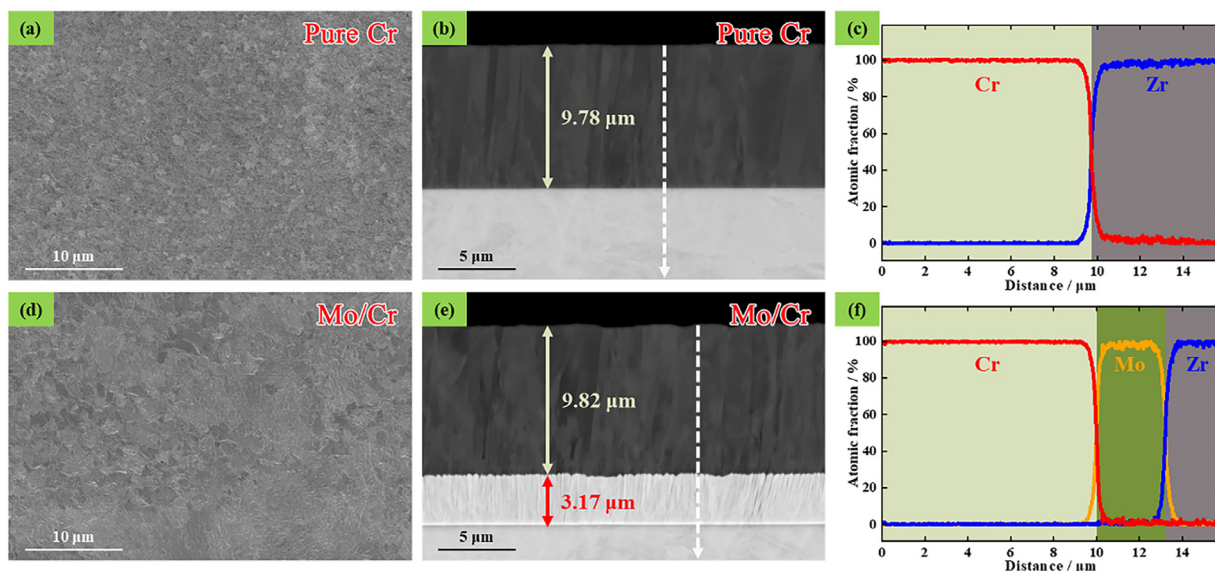 (a)
Pure Cr
10 μm
(b)
Pure Cr
9.78 μm
5 μm
(c)
Atomic fraction / %
100
80
60
40
20
0
Cr
Zr
0 2 4 6 8 10 12 14
Distance / μm
(d)
Mo/Cr
10 μm
(e)
Mo/Cr
9.82 μm
3.17 μm
5 μm
(f)
Atomic fraction / %
100
80
60
40
20
0
Cr
Mo
Zr
0 2 4 6 8 10 12 14
Distance / μm